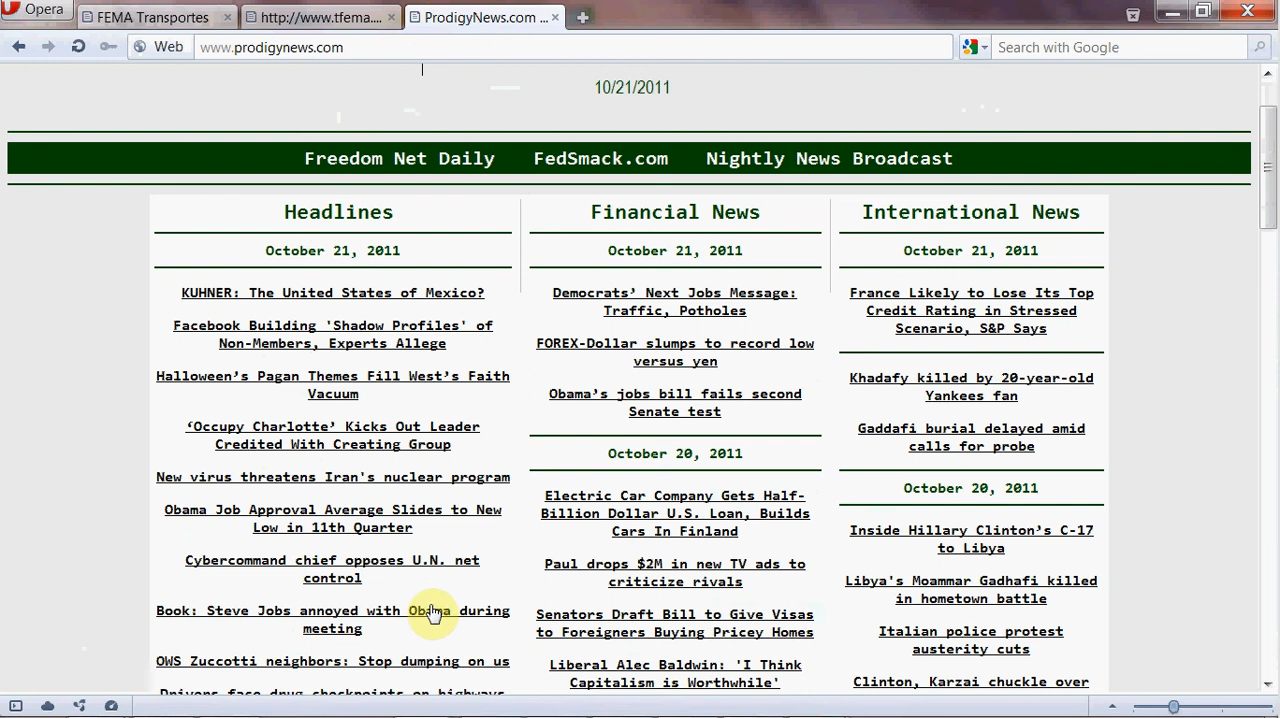 Opera
FEMA Transportes
http://www.tfema....
ProdigyNews.com ...
Web
www.prodigynews.com
Search with Google
10/21/2011
Freedom Net Daily FedSmack.com Nightly News Broadcast
Headlines
October 21, 2011
KUHNER: The United States of Mexico?
Facebook Building 'Shadow Profiles' of
Non-Members, Experts Allege
Halloween’s Pagan Themes Fill West’s Faith
Vacuum
‘Occupy Charlotte’ Kicks Out Leader
Credited With Creating Group
New virus threatens Iran's nuclear program
Obama Job Approval Average Slides to New
Low in 11th Quarter
Cybercommand chief opposes U.N. net
control
Book: Steve Jobs annoyed with Obama during
meeting
OWS Zuccotti neighbors: Stop dumping on us
Drivers face drug checkpoints on highways
Financial News
October 21, 2011
Democrats’ Next Jobs Message:
Traffic, Potholes
FOREX-Dollar slumps to record low
versus yen
Obama’s jobs bill fails second
Senate test
October 20, 2011
Electric Car Company Gets Half-
Billion Dollar U.S. Loan, Builds
Cars In Finland
Paul drops $2M in new TV ads to
criticize rivals
Senators Draft Bill to Give Visas
to Foreigners Buying Pricey Homes
Liberal Alec Baldwin: 'I Think
Capitalism is Worthwhile'
International News
October 21, 2011
France Likely to Lose Its Top
Credit Rating in Stressed
Scenario, S&P Says
Khadafy killed by 20-year-old
Yankees fan
Gaddafi burial delayed amid
calls for probe
October 20, 2011
Inside Hillary Clinton’s C-17
to Libya
Libya's Moammar Gadhafi killed
in hometown battle
Italian police protest
austerity cuts
Clinton, Karzai chuckle over